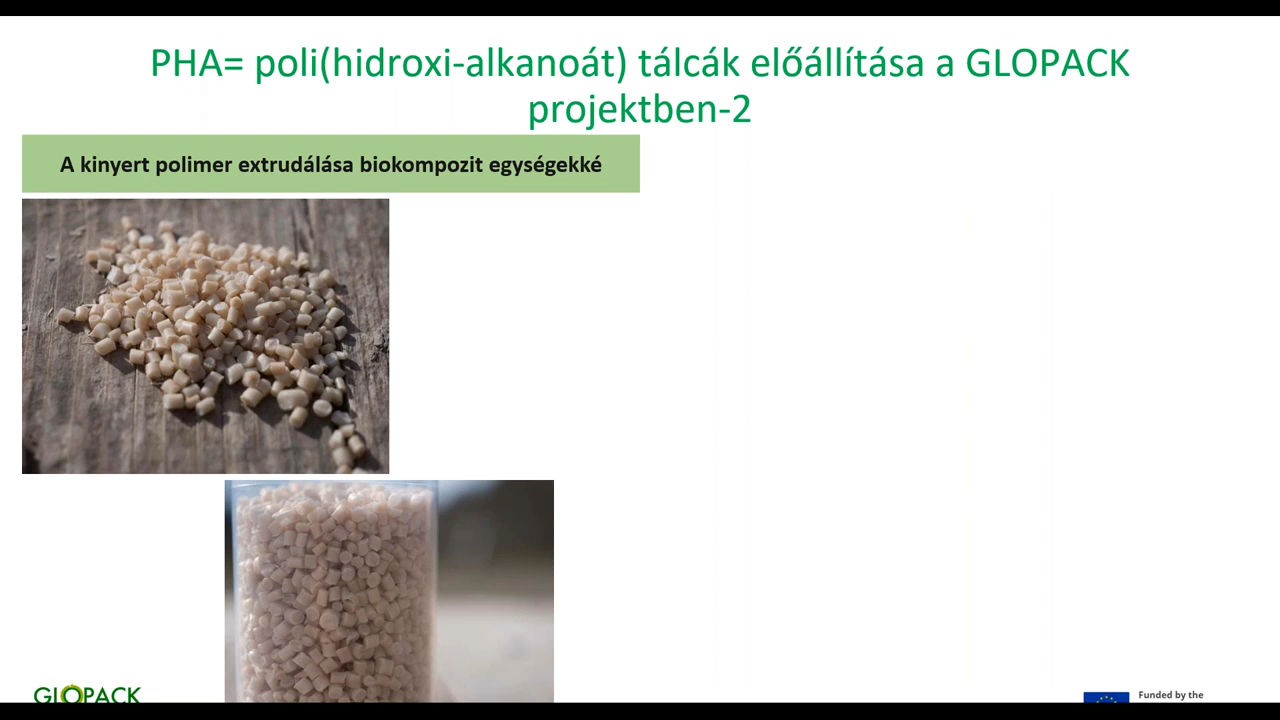 PHA= poli(hidroxi-alkanoát) tálcák előállítása a GLOPACK
projektben-2
A kinyert polimer extrudálása biokompozit egységekké
GLOPACK
Funded by the